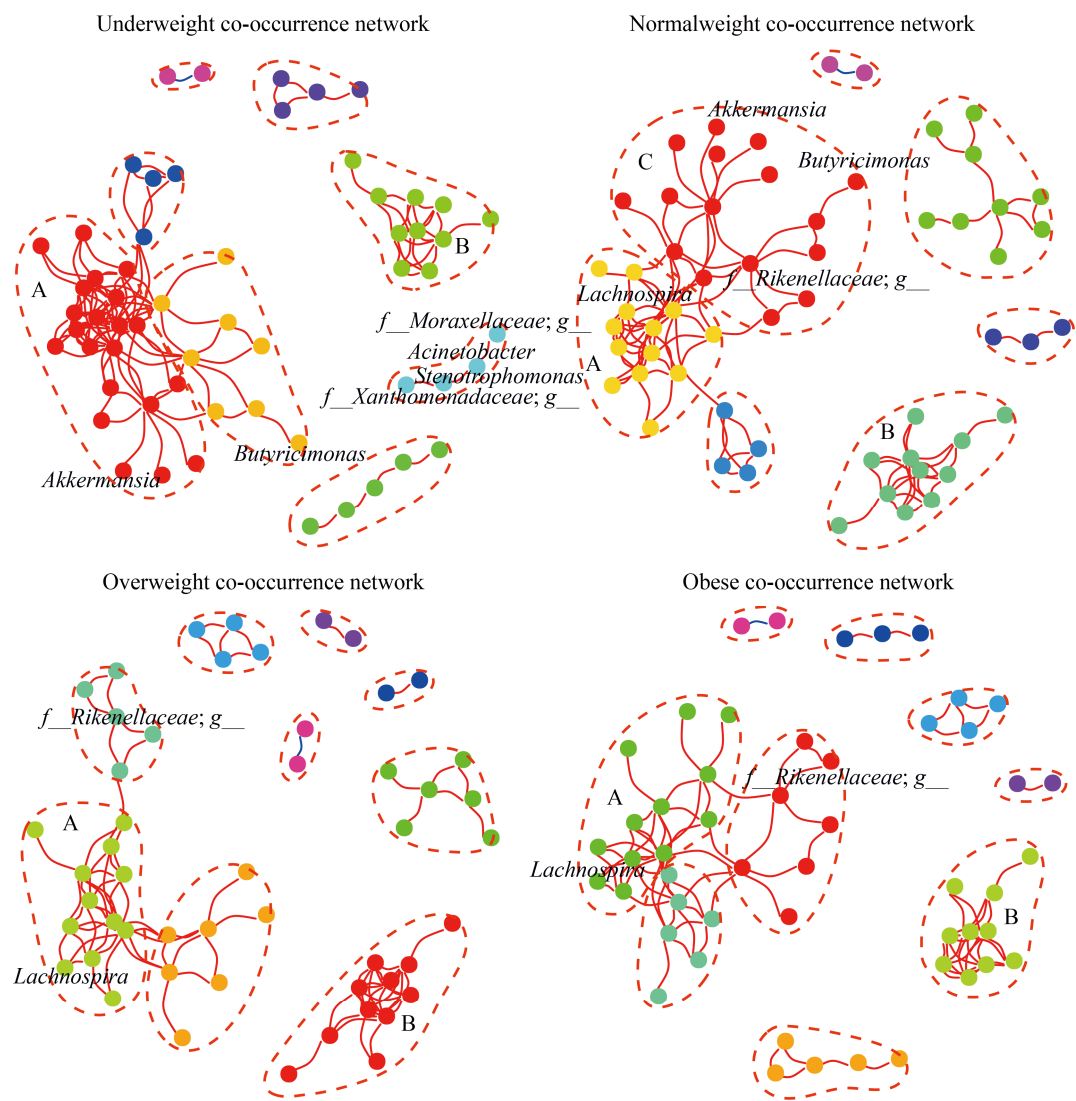 Underweight co-occurrence network
Normalweight co-occurrence network
Akkermansia
C
Butyricimonas
B
A
f__Rikenellaceae; g__
Lachnospira
f__Moraxellaceae; g__
Acinetobacter
A
Stenotrophomonas
f__Xanthomonadaceae; g__
B
Butyricimonas
Akkermansia
Overweight co-occurrence network
Obese co-occurrence network
f__Rikenellaceae; g__
f__Rikenellaceae; g__
A
A
Lachnospira
B
Lachnospira
B